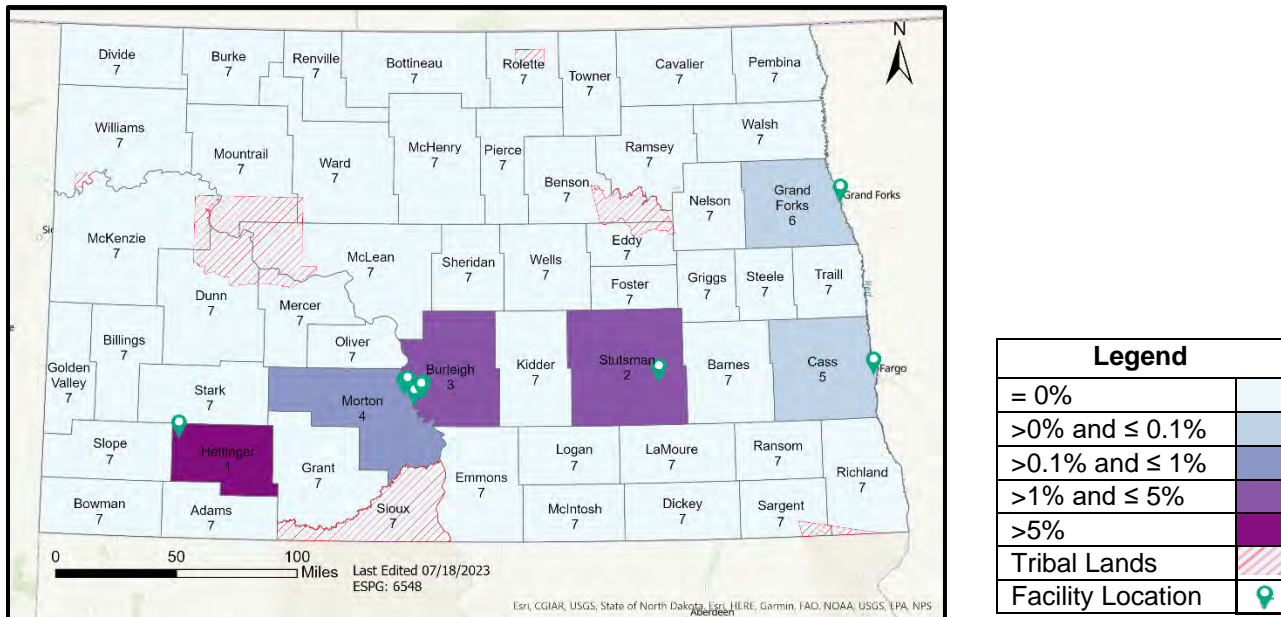 N
Divide
7
Burke
7
Renville
7
Bottineau
7
Rolette
7
Towner
7
Cavalier
7
Pembina
7
Williams
7
Mountrail
7
Ward
7
McHenry
7
Pierce
7
Benson
7
Ramsey
7
Walsh
7
Nelson
7
Grand
Forks
6
Grand Forks
McKenzie
7
Dunn
7
McLean
7
Mercer
7
Sheridan
7
Wells
7
Eddy
7
Foster
7
Griggs
7
Steele
7
Traill
7
Red
Golden
Valley
7
Billings
7
Stark
7
Oliver
7
Morton
4
Burleigh
3
Kidder
7
Stutsman
2
Barnes
7
Cass
5
Fargo
Slope
7
Hettinger
1
Grant
7
Sioux
7
Emmons
7
Logan
7
LaMoure
7
Ransom
7
Richland
7
Bowman
7
Adams
7
McIntosh
7
Dickey
7
Sargent
7
0 50 100
Miles
Last Edited 07/18/2023
ESPG: 6548
Esri, CGIAR, USGS, State of North Dakota, Esri, HERE, Garmin, FAO, NOAA, USGS, EPA, NPS
Aberdeen
Legend
= 0%
>0% and ≤ 0.1%
>0.1% and ≤ 1%
>1% and ≤ 5%
>5%
Tribal Lands
Facility Location